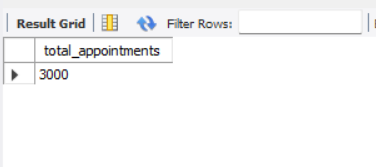 Result Grid Filter Rows:
total_appointments
3000